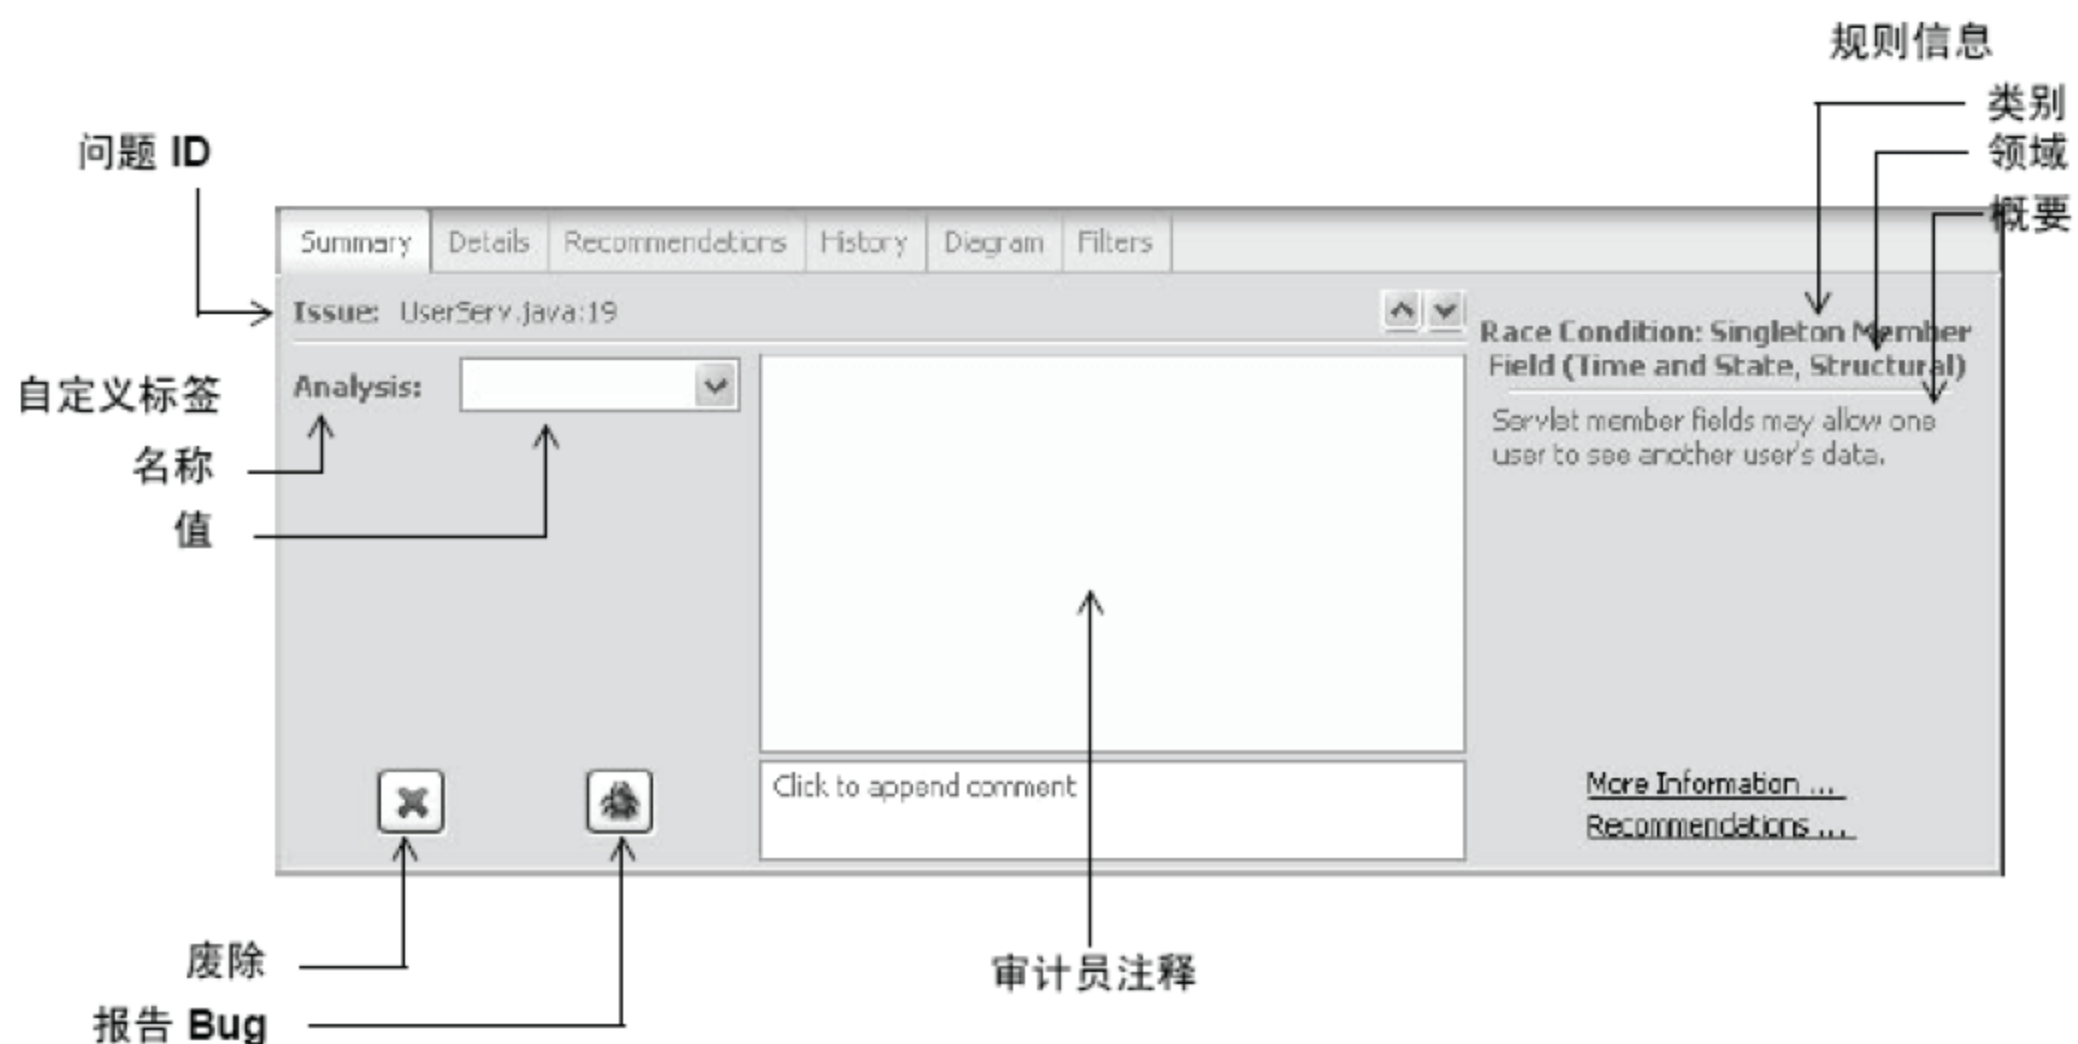 规则信息
类别
领域
概要
问题 ID
Summary Details Recommendations History Diagram Filters
Issue: UserServ.java:19
Race Condition: Singleton Member
Field (Time and State, Structural)
Servlet member fields may allow one
user to see another user's data.
自定义标签
Analysis:
名称
值
Click to append comment
More Information ...
Recommendations ...
废除
审计员注释
报告 Bug